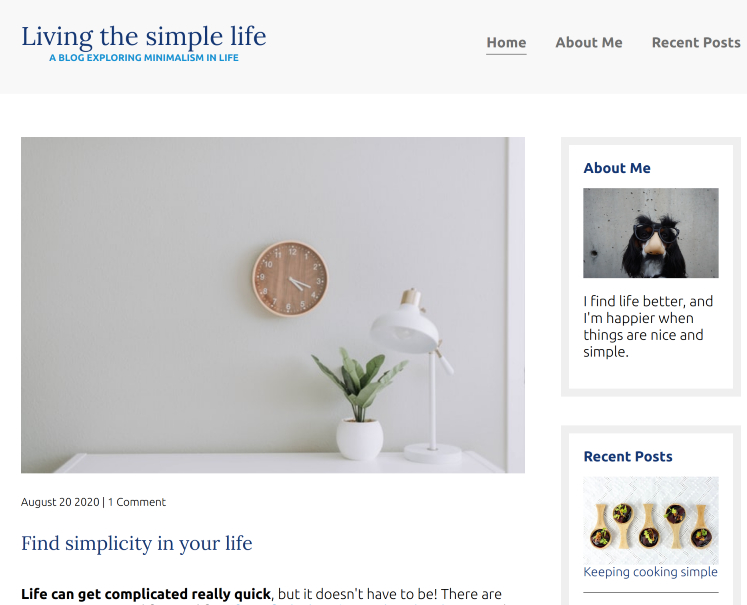 Living the simple life
A BLOG EXPLORING MINIMALISM IN LIFE
Home About Me Recent Posts
August 20 2020 | 1 Comment
Find simplicity in your life
Life can get complicated really quick, but it doesn't have to be! There are
About Me
I find life better, and
I'm happier when
things are nice and
simple.
Recent Posts
Keeping cooking simple